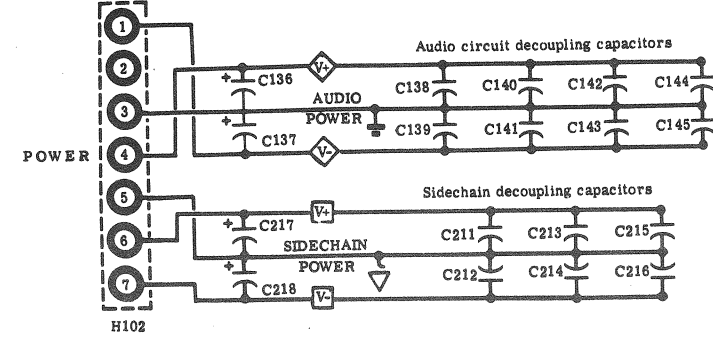 1
Audio circuit decoupling capacitors
2
V+
C136
C138
C140
C142
C144
3
AUDIO
POWER
C139
C141
C143
C145
POWER
4
C137
V-
5
Sidechain decoupling capacitors
V+
C217
C211
C213
C215
6
SIDECHAIN
POWER
C212
C214
C216
7
C218
V-
H102